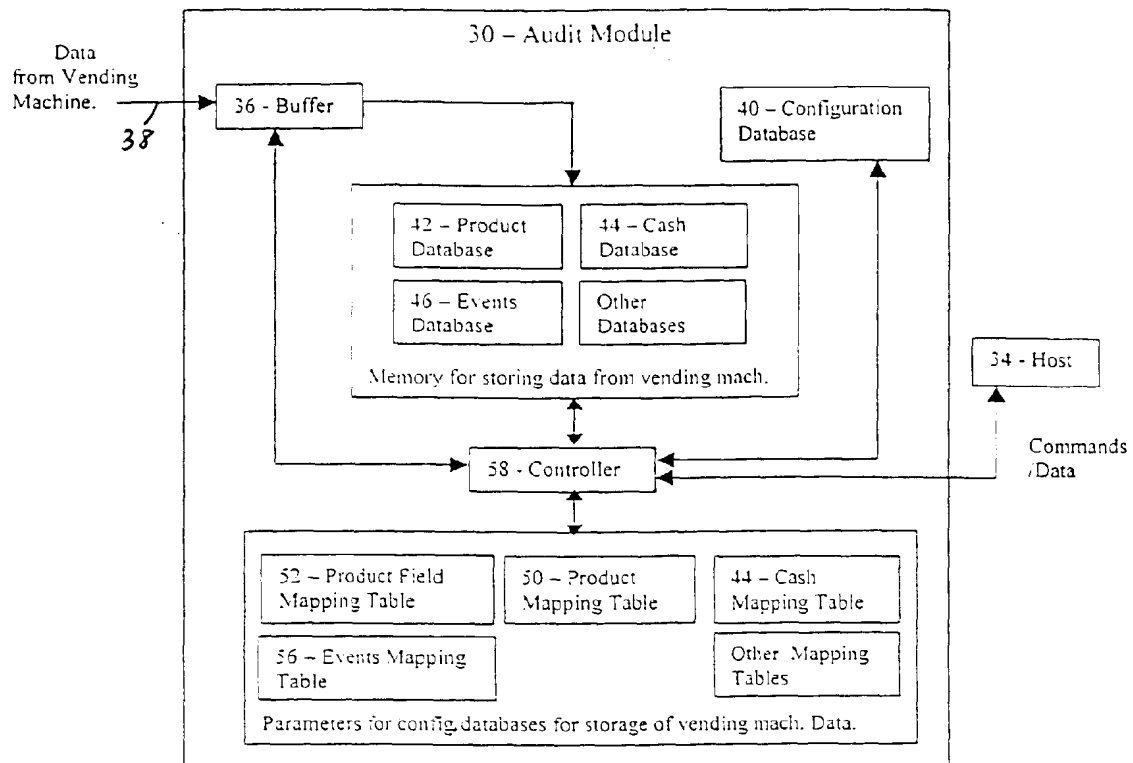 30 – Audit Module
Data
from Vending
Machine.
38
36 - Buffer
40 – Configuration
Database
42 – Product
Database
44 – Cash
Database
46 – Events
Database
Other
Databases
Memory for storing data from vending mach.
34 - Host
Commands
/Data
58 - Controller
52 – Product Field
Mapping Table
50 – Product
Mapping Table
44 – Cash
Mapping Table
56 – Events Mapping
Table
Other Mapping
Tables
Parameters for config. databases for storage of vending mach. Data.